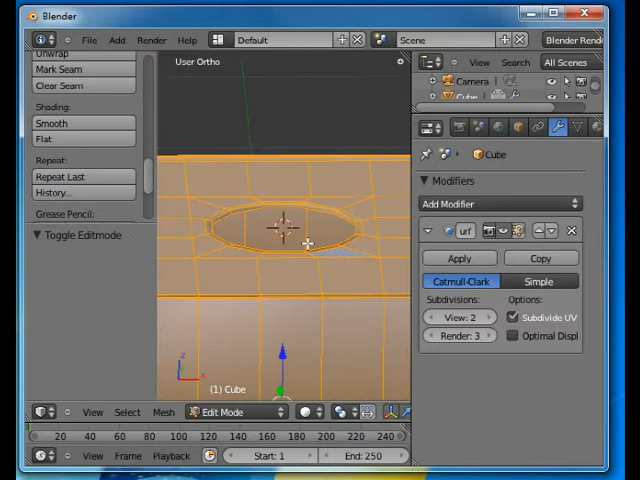 Blender
File Add Render Help Default Scene Blender Rende
Unwrap
Mark Seam
Clear Seam
Shading:
Smooth
Flat
Repeat:
Repeat Last
History...
Grease Pencil:
Toggle Editmode
User Ortho
z
x
(1) Cube
View Search All Scenes
Camera
Cube
Cube
Modifiers
Add Modifier
urf
Apply Copy
Catmull-Clark Simple
Subdivisions: Options:
View: 2 Subdivide UV
Render: 3 Optimal Displ
View Select Mesh Edit Mode
20 40 60 80 100 120 140 160 180 200 220 240
View Frame Playback Start: 1 End: 250